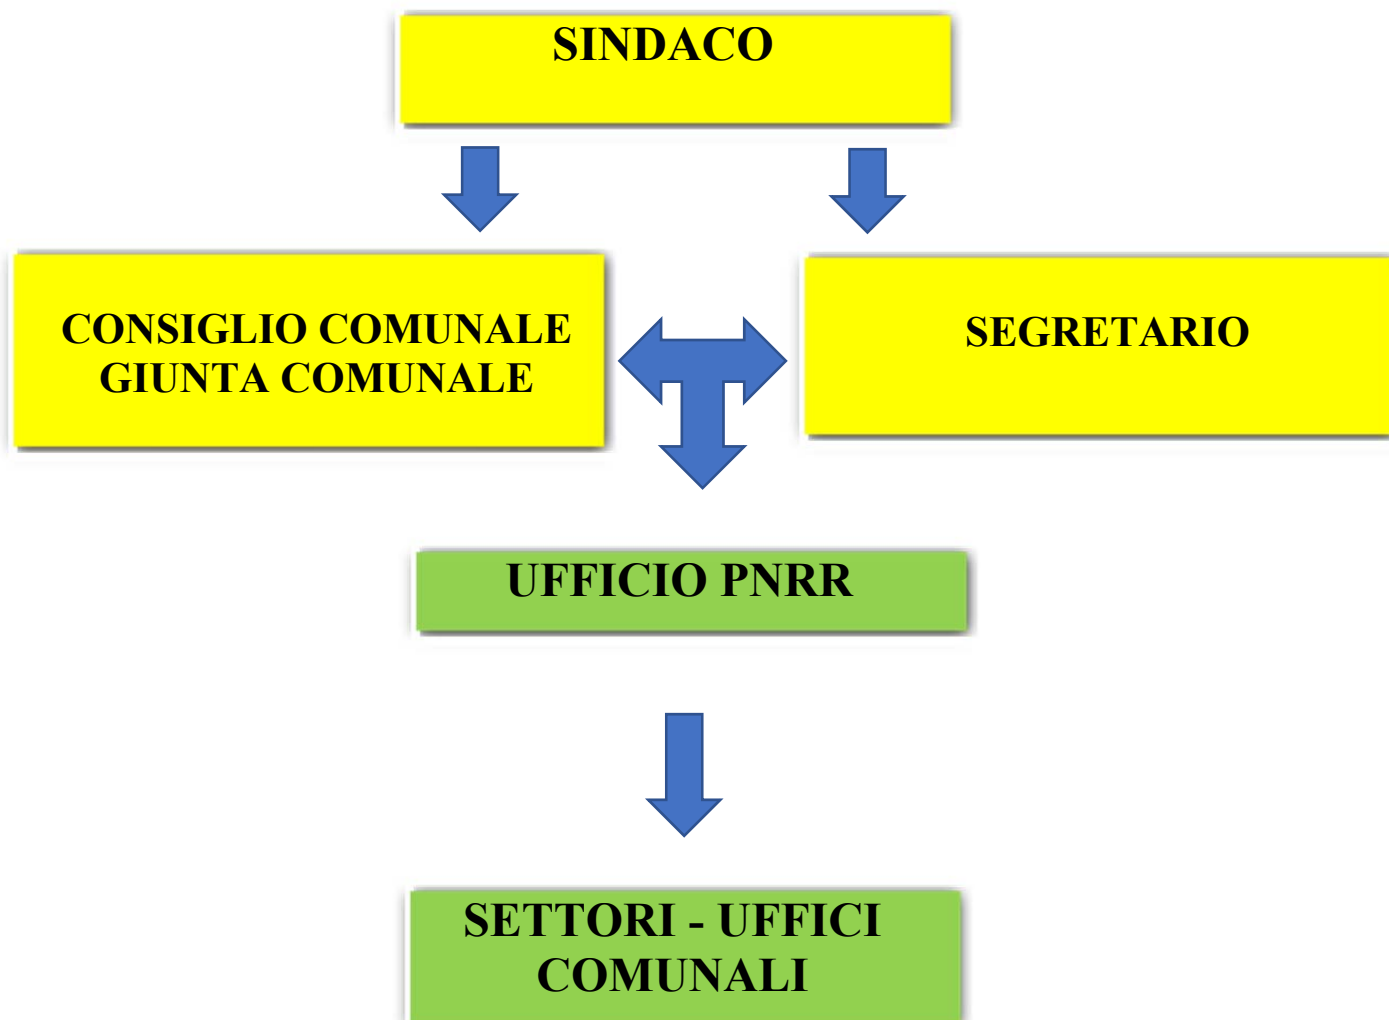 SINDACO
CONSIGLIO COMUNALE
GIUNTA COMUNALE
SEGRETARIO
UFFICIO PNRR
SETTORI - UFFICI
COMUNALI